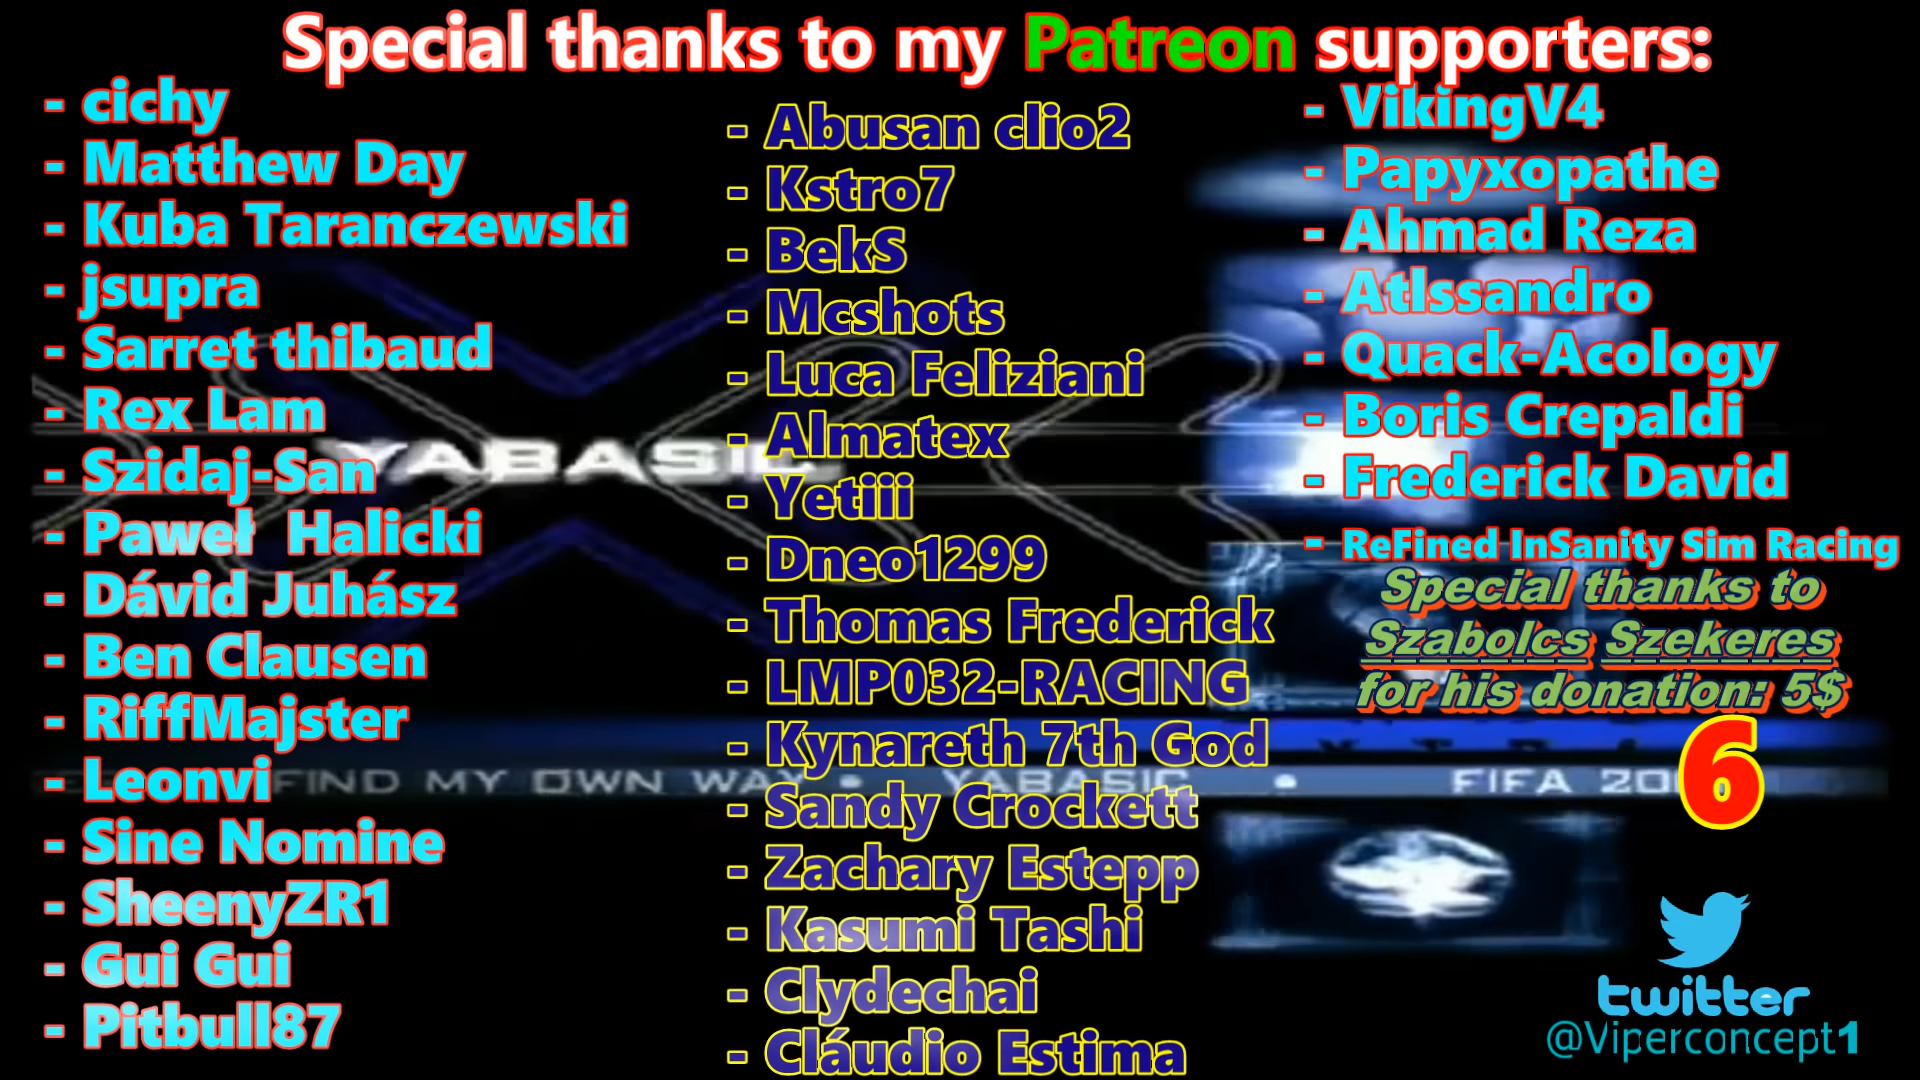 Special thanks to my Patreon supporters:
- cichy
- Matthew Day
- Kuba Taranczewski
- jsupra
- Sarret thibaud
- Rex Lam
- Szidaj-San
- Paweł Halicki
- Dávid Juhász
- Ben Clausen
- RiffMajster
- Leonvi
- Sine Nomine
- SheenyZR1
- Gui Gui
- Pitbull87
- Abusan clio2
- Kstro7
- BekS
- Mcshots
- Luca Feliziani
- Almatex
- Yetiii
- Dneo1299
- Thomas Frederick
- LMP032-RACING
- Kynareth 7th God
- Sandy Crockett
- Zachary Estepp
- Kasumi Tashi
- Clydechai
- Cláudio Estima
- VikingV4
- Papyxopathe
- Ahmad Reza
- Atlssandro
- Quack-Acology
- Boris Crepaldi
- Frederick David
- ReFined InSanity Sim Racing
Special thanks to
Szabolcs Szekeres
for his donation: 5$
6
YABASIC
FIND MY OWN WAY • YABASIC • FIFA
twitter
@Viperconcept1